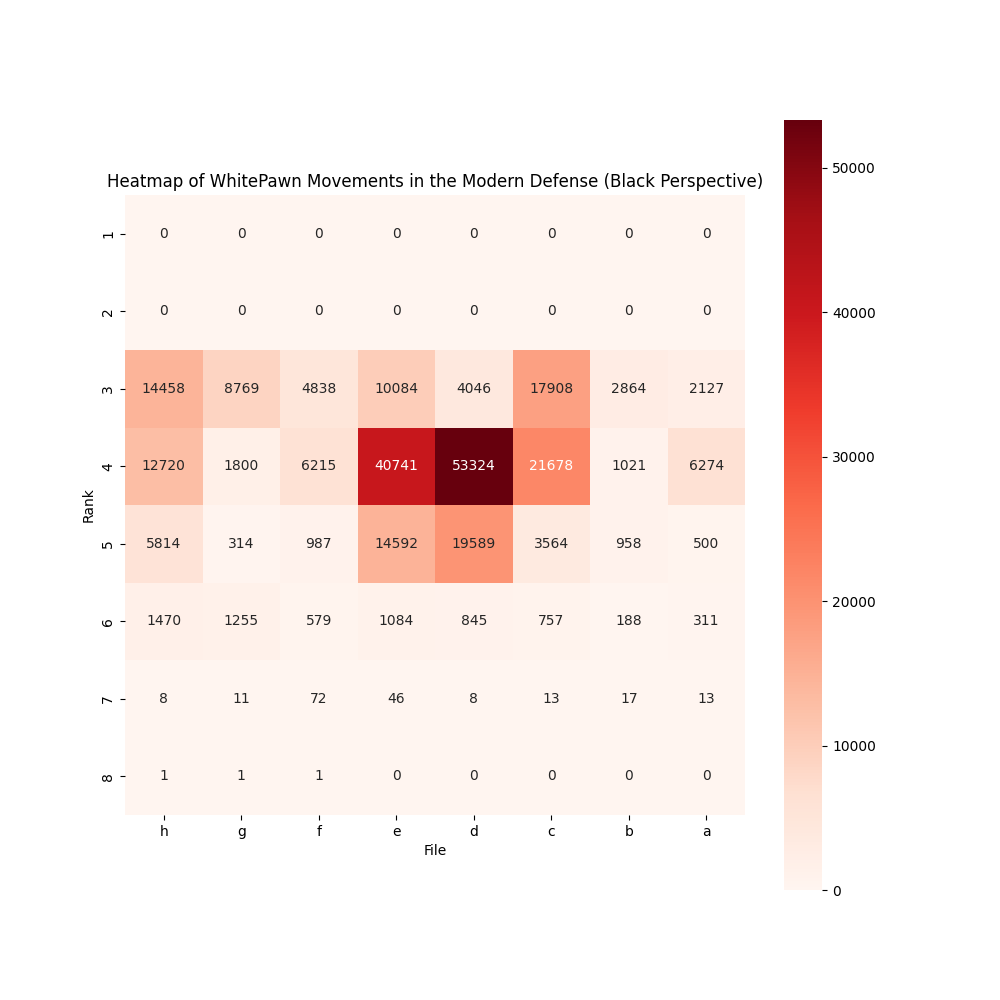 Heatmap of WhitePawn Movements in the Modern Defense (Black Perspective)
1 0 0 0 0 0 0 0 0
2 0 0 0 0 0 0 0 0
3 14458 8769 4838 10084 4046 17908 2864 2127
4 12720 1800 6215 40741 53324 21678 1021 6274
5 5814 314 987 14592 19589 3564 958 500
6 1470 1255 579 1084 845 757 188 311
7 8 11 72 46 8 13 17 13
8 1 1 1 0 0 0 0 0
h g f e d c b a
Rank
File
50000
40000
30000
20000
10000
0